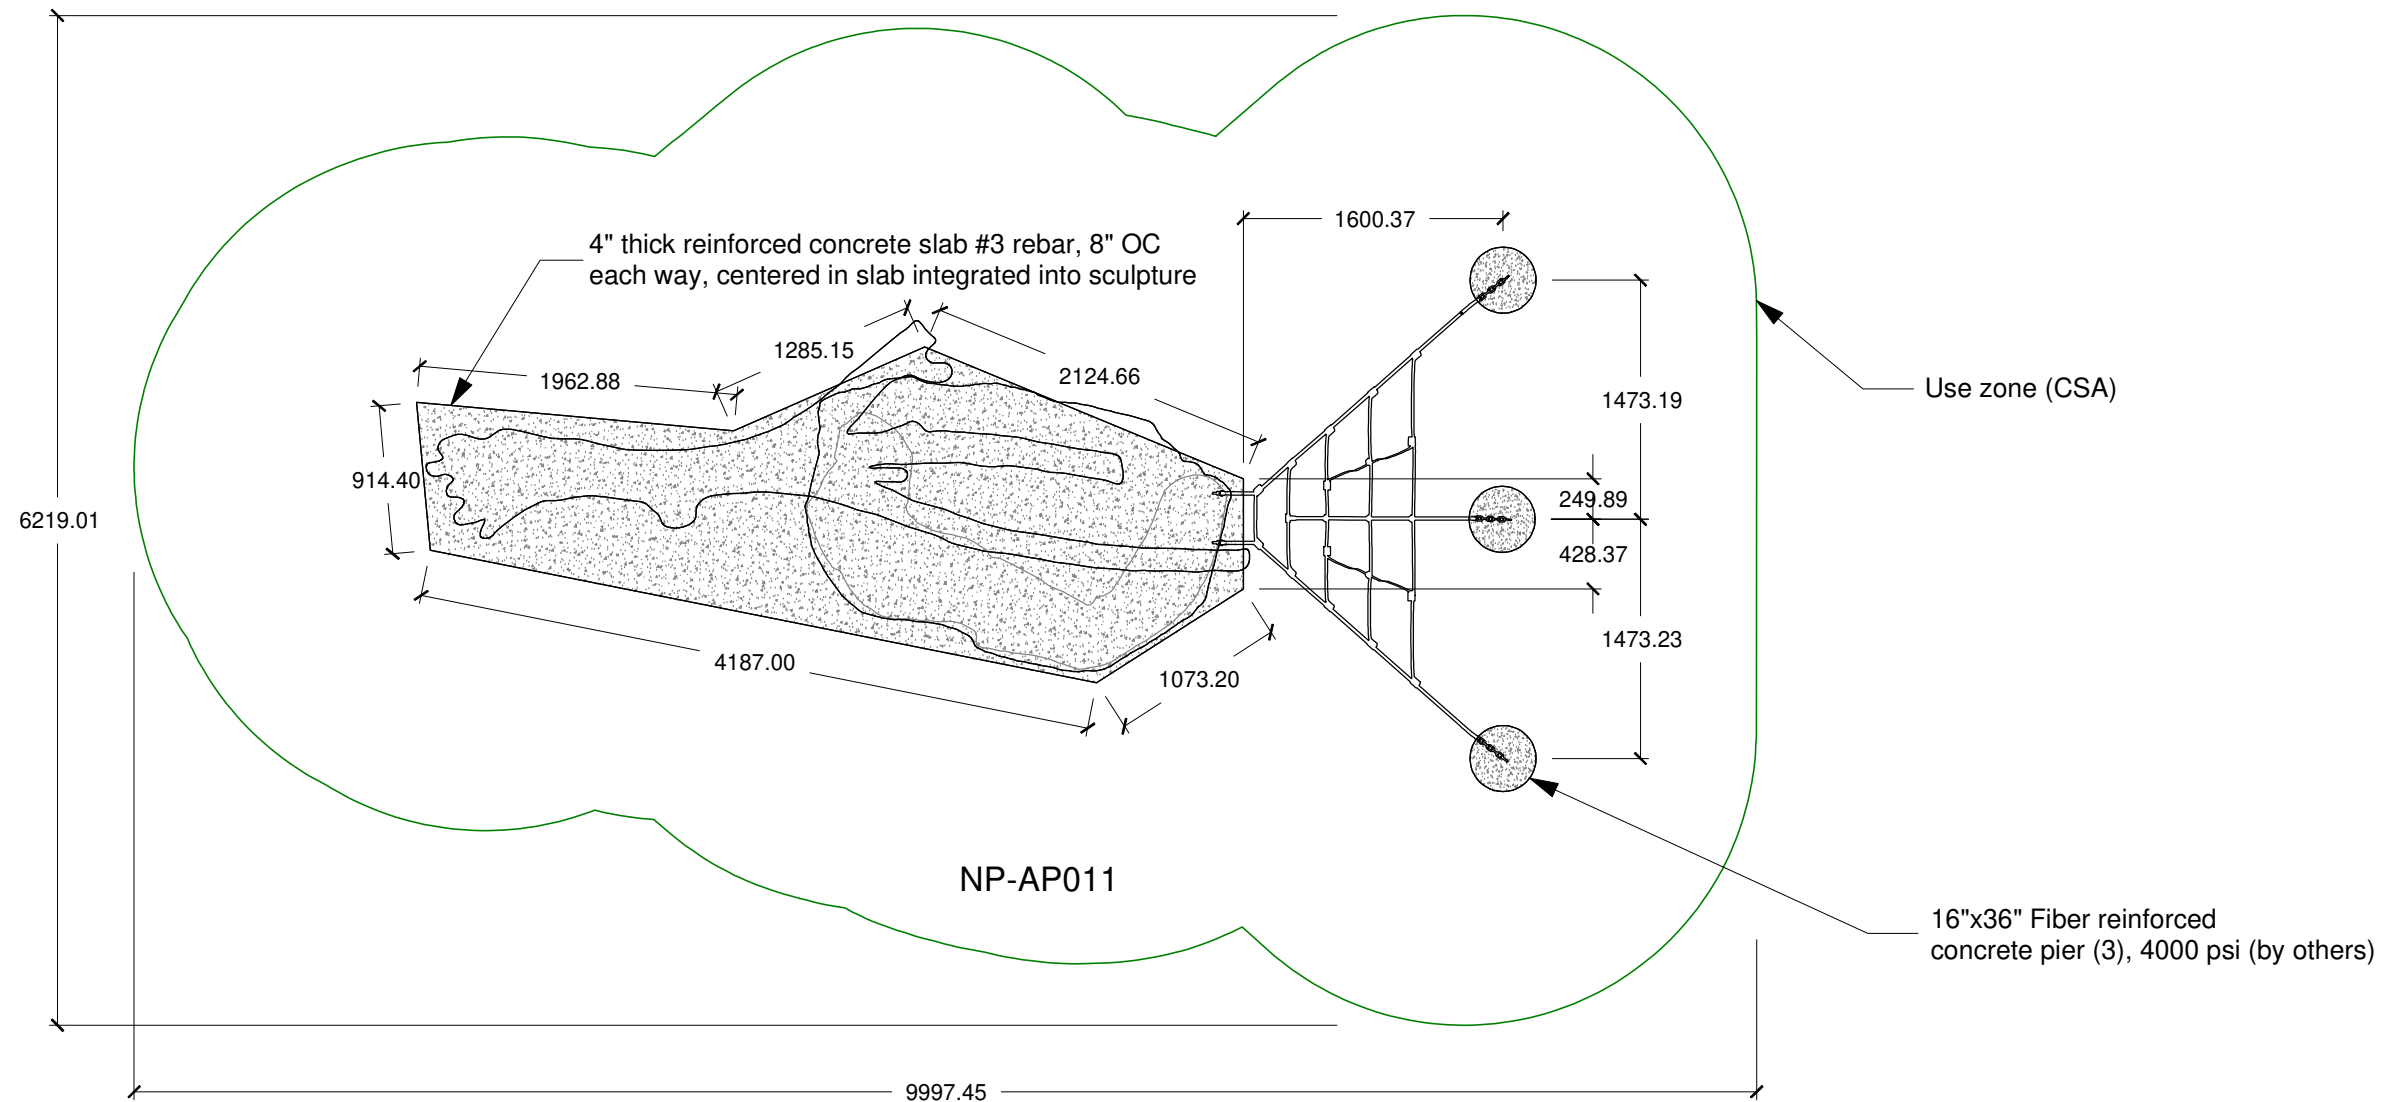 1600.37
4" thick reinforced concrete slab #3 rebar, 8" OC
each way, centered in slab integrated into sculpture
1285.15
1962.88
2124.66
1473.19
Use zone (CSA)
914.40
249.89
6219.01
428.37
1473.23
4187.00
1073.20
NP-AP011
16"x36" Fiber reinforced
concrete pier (3), 4000 psi (by others)
9997.45